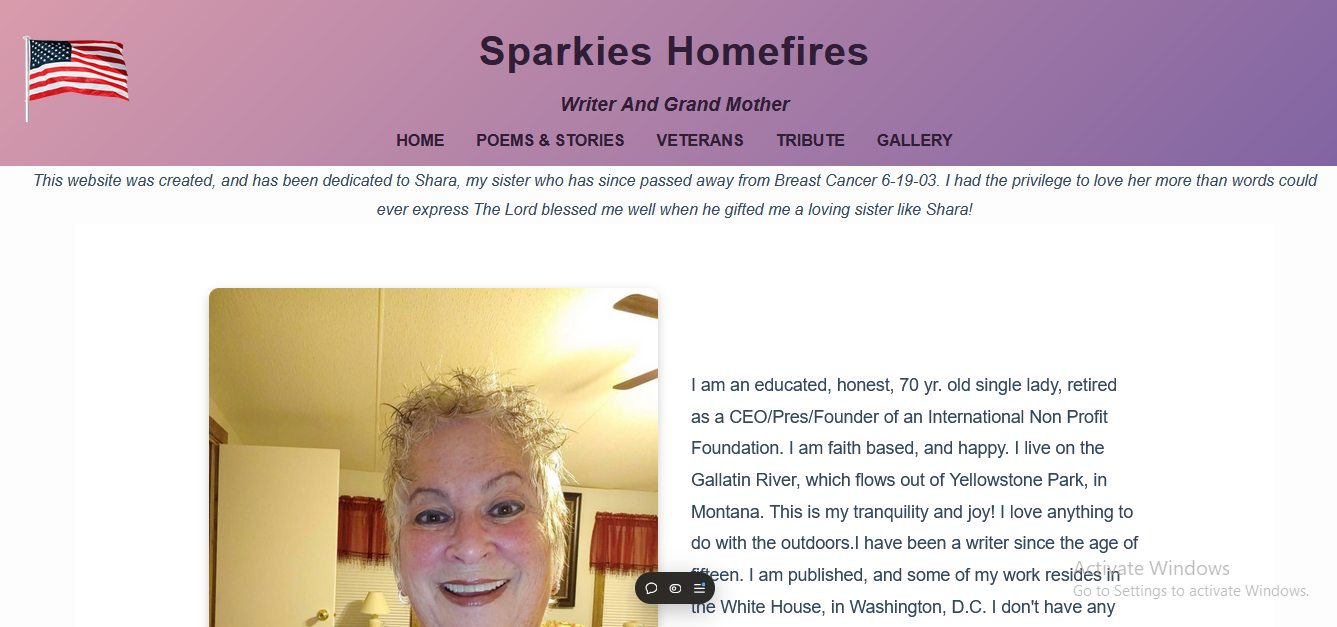 Sparkies Homefires
Writer And Grand Mother
HOME POEMS & STORIES VETERANS TRIBUTE GALLERY
This website was created, and has been dedicated to Shara, my sister who has since passed away from Breast Cancer 6-19-03. I had the privilege to love her more than words could
ever express The Lord blessed me well when he gifted me a loving sister like Shara!
I am an educated, honest, 70 yr. old single lady, retired
as a CEO/Pres/Founder of an International Non Profit
Foundation. I am faith based, and happy. I live on the
Gallatin River, which flows out of Yellowstone Park, in
Montana. This is my tranquility and joy! I love anything to
do with the outdoors.I have been a writer since the age of
fifteen. I am published, and some of my work resides in
the White House, in Washington, D.C. I don't have any
Activate Windows
Go to Settings to activate Windows.